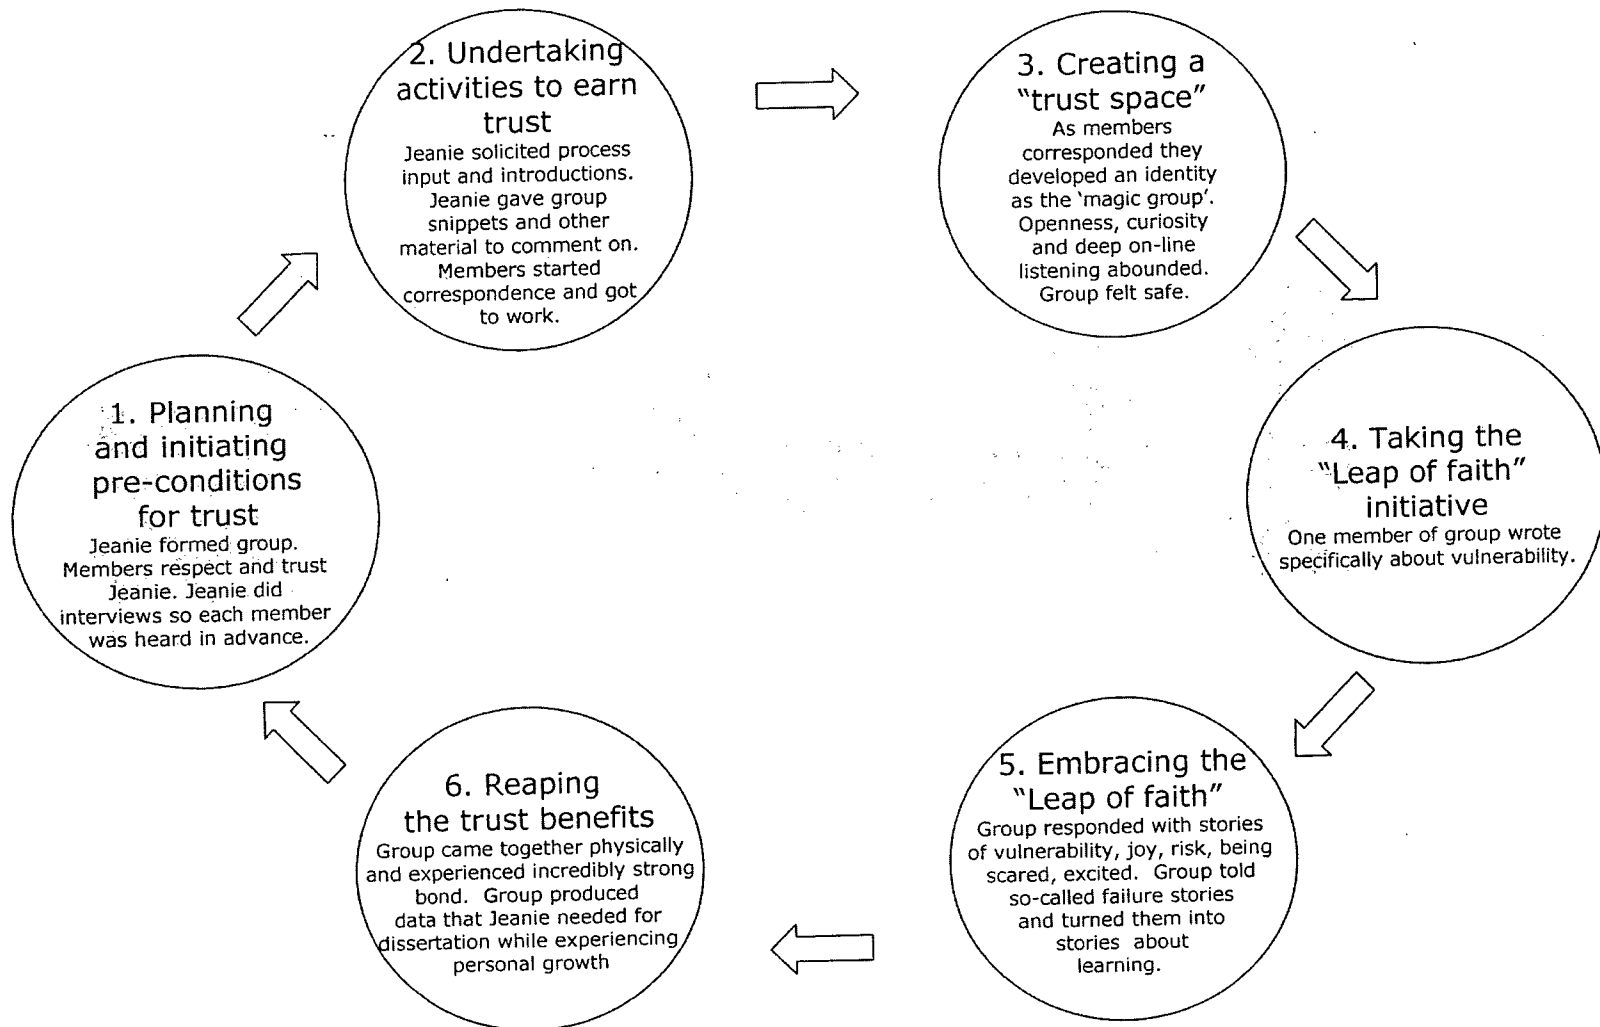 1. Planning
and initiating
pre-conditions
for trust
Jeanie formed group.
Members respect and trust
Jeanie. Jeanie did
interviews so each member
was heard in advance.
2. Undertaking
activities to earn
trust
Jeanie solicited process
input and introductions.
Jeanie gave group
snippets and other
material to comment on.
Members started
correspondence and got
to work.
3. Creating a
“trust space”
As members
corresponded they
developed an identity
as the ‘magic group’.
Openness, curiosity
and deep on-line
listening abounded.
Group felt safe.
4. Taking the
“Leap of faith”
initiative
One member of group wrote
specifically about vulnerability.
5. Embracing the
“Leap of faith”
Group responded with stories
of vulnerability, joy, risk, being
scared, excited.  Group told
so-called failure stories
and turned them into
stories  about
learning.
6. Reaping
the trust benefits
Group came together physically
and experienced incredibly strong
bond.  Group produced
data that Jeanie needed for
dissertation while experiencing
personal growth